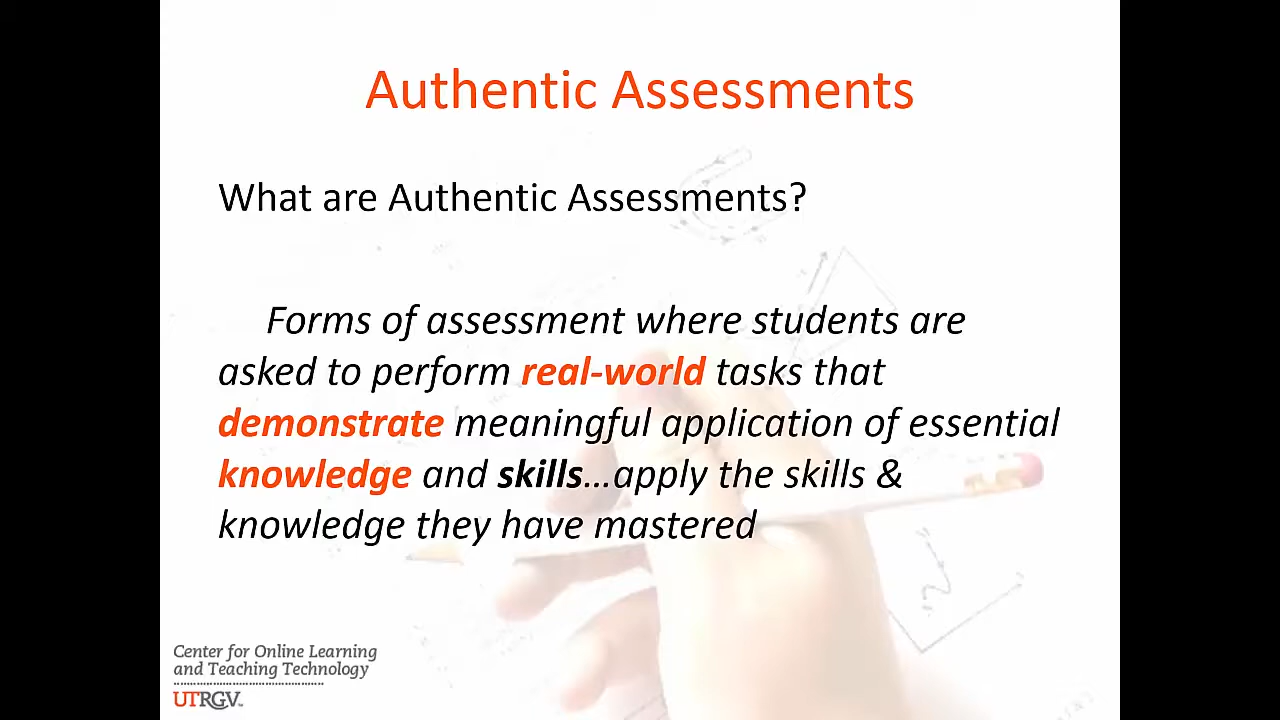 Authentic Assessments
What are Authentic Assessments?
Forms of assessment where students are
asked to perform real-world tasks that
demonstrate meaningful application of essential
knowledge and skills…apply the skills &
knowledge they have mastered
Center for Online Learning
and Teaching Technology
UTRGV™